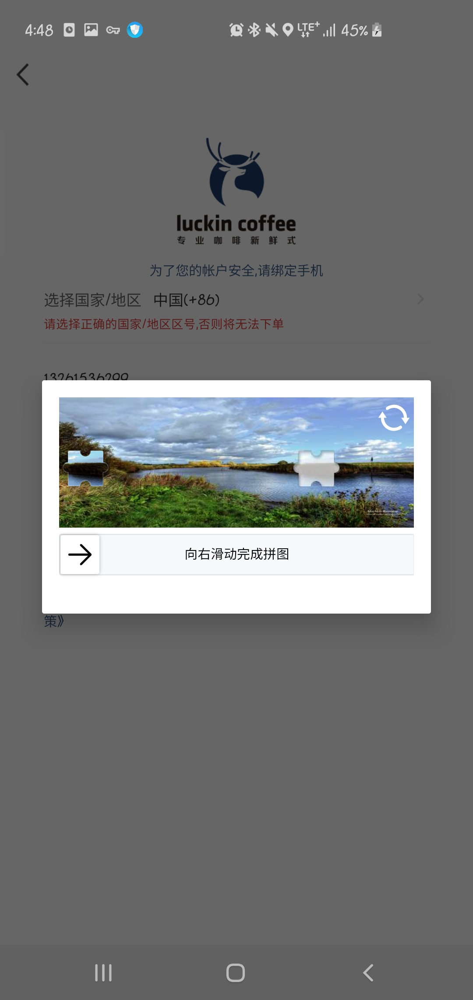 4:48 LTE+ 45%
luckin coffee
专业咖啡新鲜式
为了您的帐户安全,请绑定手机
选择国家/地区 中国(+86)
请选择正确的国家/地区区号,否则将无法下单
13261536299
向右滑动完成拼图
策》